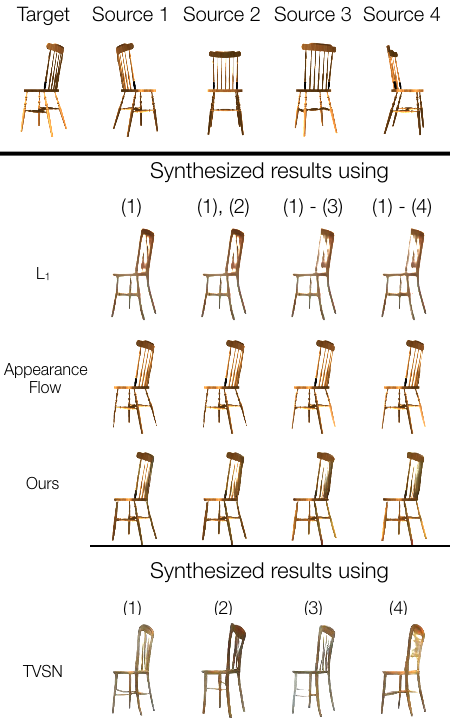 Target Source 1 Source 2 Source 3 Source 4
Synthesized results using
(1) (1), (2) (1) - (3) (1) - (4)
L₁
Appearance
Flow
Ours
Synthesized results using
(1) (2) (3) (4)
TVSN